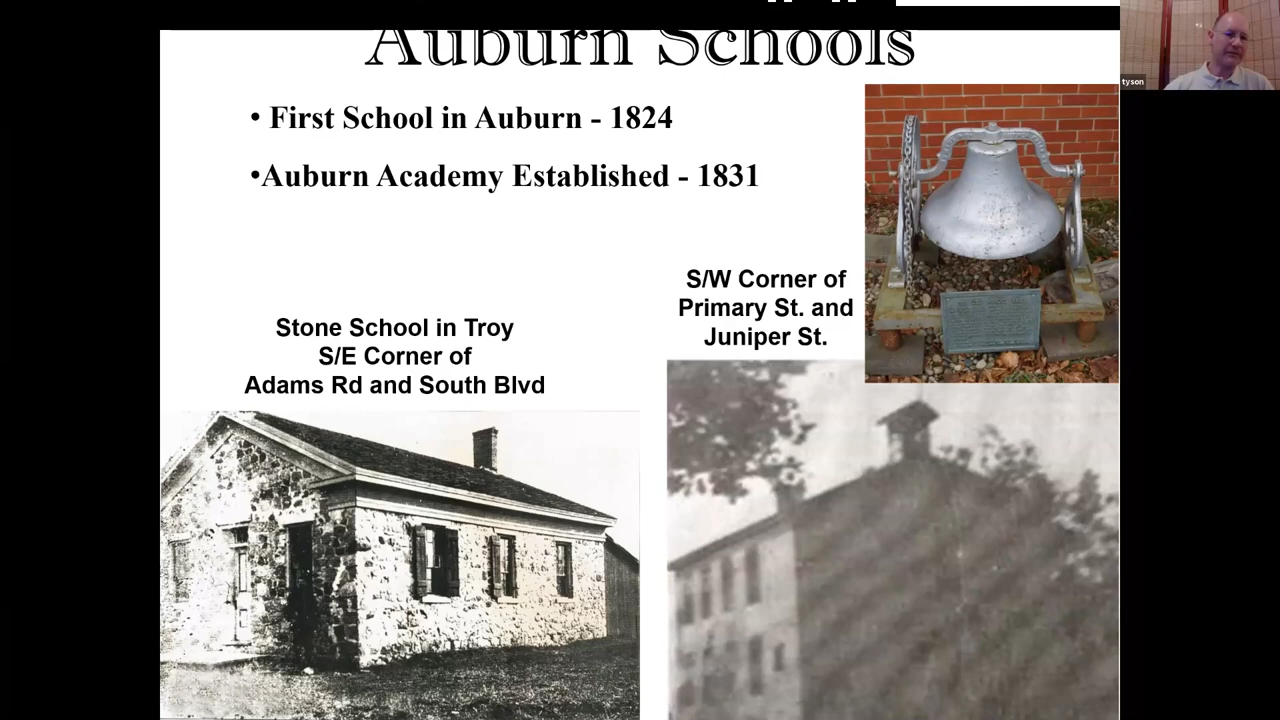 Auburn Schools
• First School in Auburn - 1824
•Auburn Academy Established - 1831
S/W Corner of
Primary St. and
Juniper St.
Stone School in Troy
S/E Corner of
Adams Rd and South Blvd
tyson